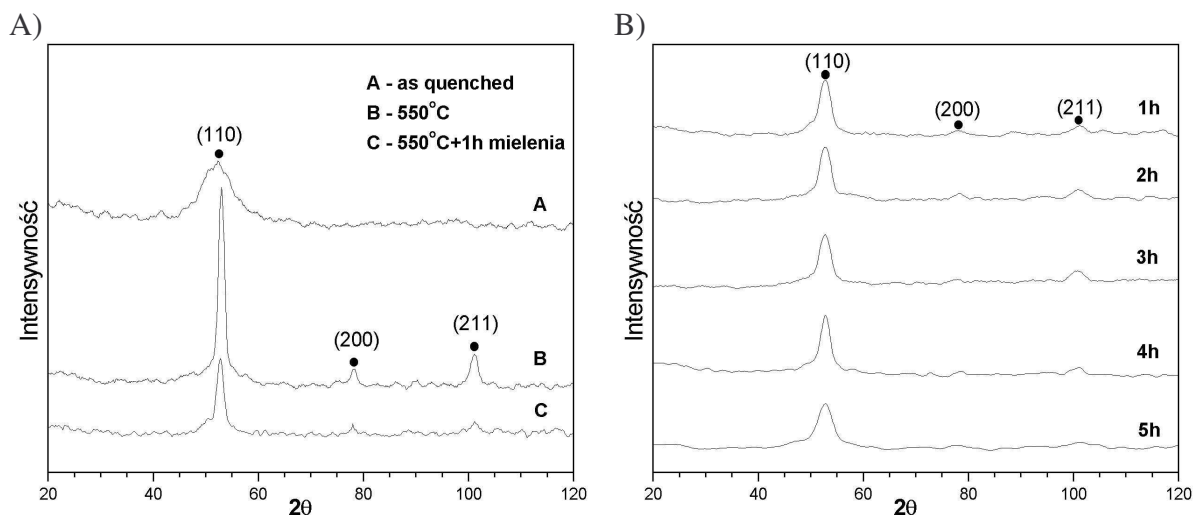 A)
(110)
A - as quenched
B - 550°C
C - 550°C+1h mielenia
A
(200)
(211)
B
C
Intensywność
20 40 60 80 100 120
2θ
B)
(110)
(200)
(211)
1h
2h
3h
4h
5h
Intensywność
20 40 60 80 100 120
2θ